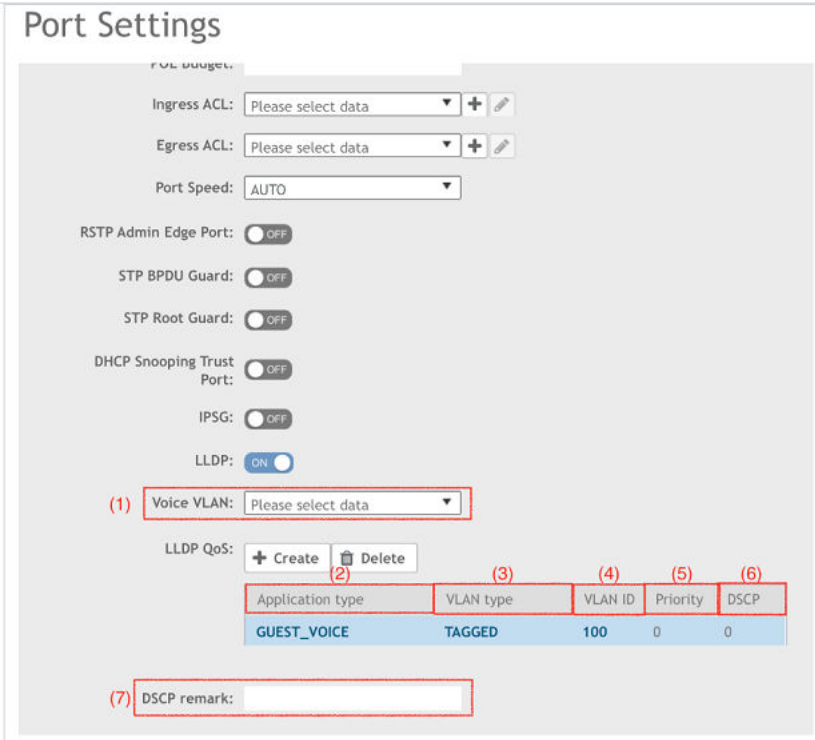 Port Settings
POE Budget:
Ingress ACL: Please select data
Egress ACL: Please select data
Port Speed: AUTO
RSTP Admin Edge Port: OFF
STP BPDU Guard: OFF
STP Root Guard: OFF
DHCP Snooping Trust
Port: OFF
IPSG: OFF
LLDP: ON
(1) Voice VLAN: Please select data
LLDP QoS: + Create Delete
(2) (3) (4) (5) (6)
Application type VLAN type VLAN ID Priority DSCP
GUEST_VOICE TAGGED 100 0 0
(7) DSCP remark: